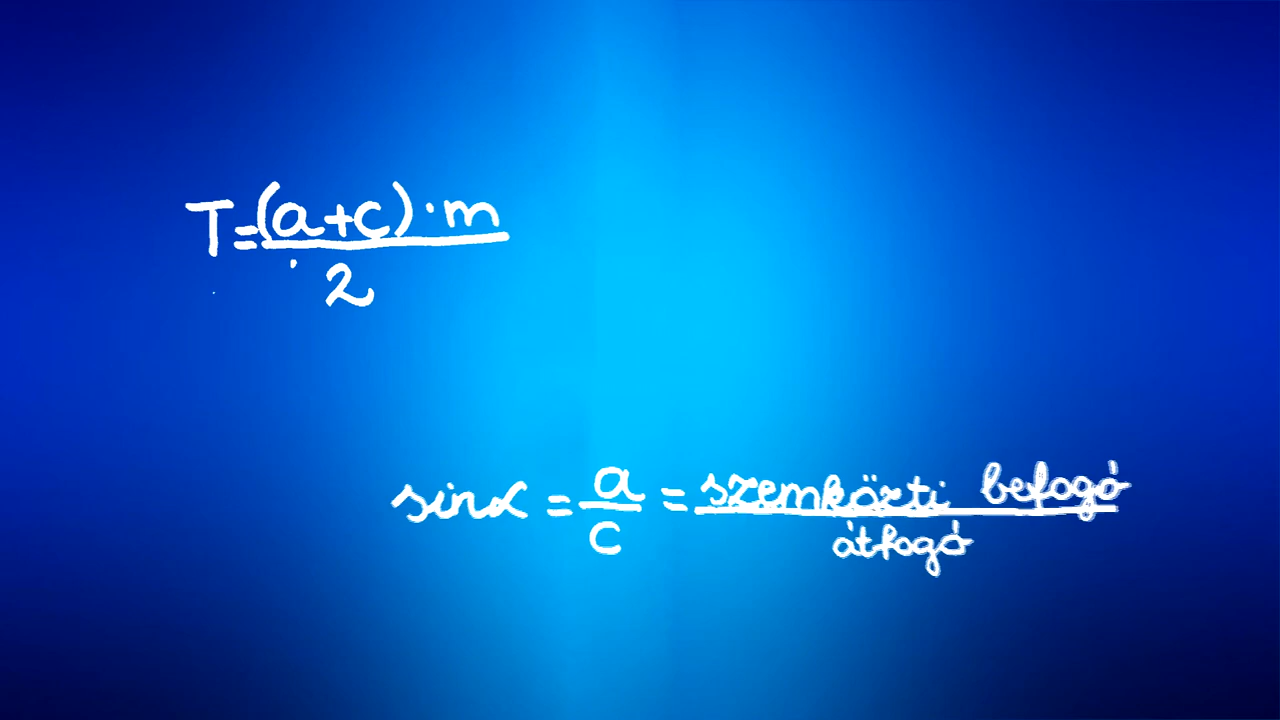 T=(a+c)·m/2
sinα = a/c = szemközti befogó/átfogó